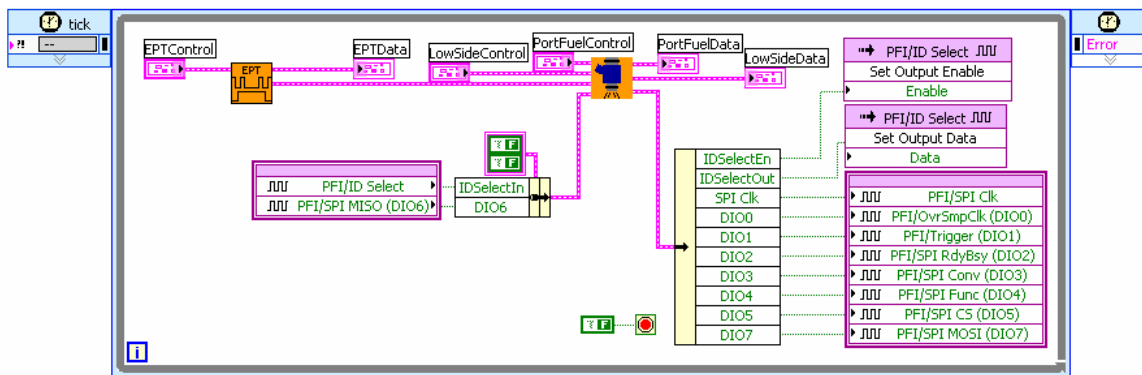 tick
?!
--
Error
EPTControl
EPTData
LowSideControl
PortFuelControl
PortFuelData
LowSideData
EPT
PFI/ID Select
Set Output Enable
Enable
PFI/ID Select
Set Output Data
Data
? F
? F
PFI/ID Select
PFI/SPI MISO (DIO6)
IDSelectIn
DIO6
IDSelectEn
IDSelectOut
SPI Clk
DIO0
DIO1
DIO2
DIO3
DIO4
DIO5
DIO7
PFI/SPI Clk
PFI/OvrSmpClk (DIO0)
PFI/Trigger (DIO1)
PFI/SPI RdyBsy (DIO2)
PFI/SPI Conv (DIO3)
PFI/SPI Func (DIO4)
PFI/SPI CS (DIO5)
PFI/SPI MOSI (DIO7)
? F
i